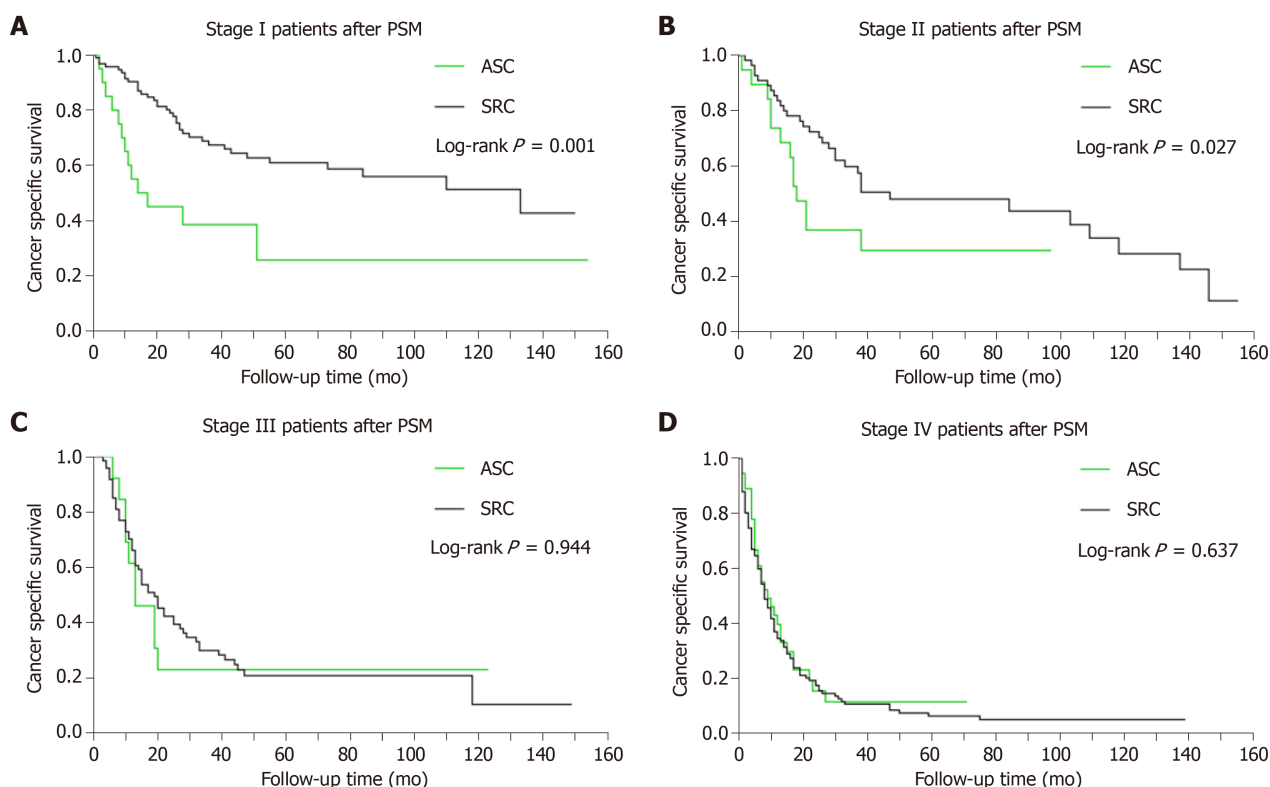 A
Stage I patients after PSM
1.0
0.8
0.6
0.4
0.2
0.0
Cancer specific survival
ASC
SRC
Log-rank P = 0.001
0 20 40 60 80 100 120 140 160
Follow-up time (mo)
B
Stage II patients after PSM
1.0
0.8
0.6
0.4
0.2
0.0
Cancer specific survival
ASC
SRC
Log-rank P = 0.027
0 20 40 60 80 100 120 140 160
Follow-up time (mo)
C
Stage III patients after PSM
1.0
0.8
0.6
0.4
0.2
0.0
Cancer specific survival
ASC
SRC
Log-rank P = 0.944
0 20 40 60 80 100 120 140 160
Follow-up time (mo)
D
Stage IV patients after PSM
1.0
0.8
0.6
0.4
0.2
0.0
Cancer specific survival
ASC
SRC
Log-rank P = 0.637
0 20 40 60 80 100 120 140 160
Follow-up time (mo)